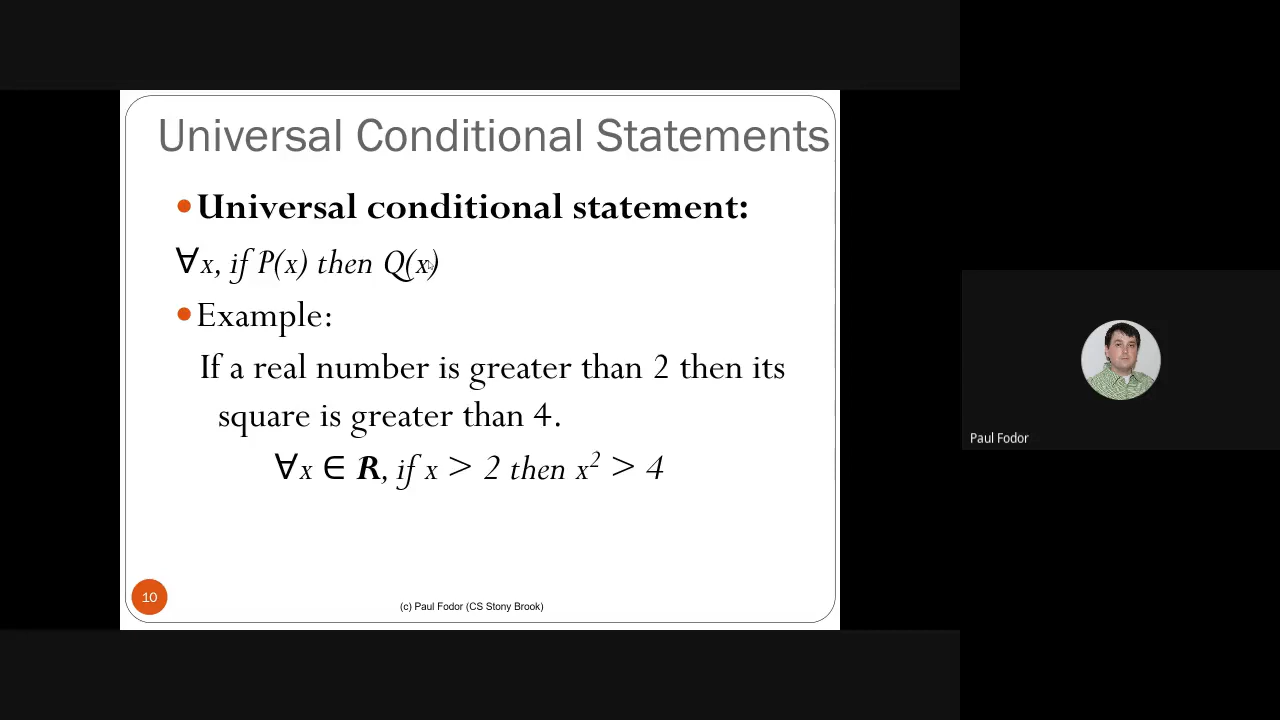 Universal Conditional Statements
• Universal conditional statement:
∀x, if P(x) then Q(x)
• Example:
If a real number is greater than 2 then its
square is greater than 4.
∀x ∈ R, if x > 2 then x² > 4
10
(c) Paul Fodor (CS Stony Brook)
Paul Fodor